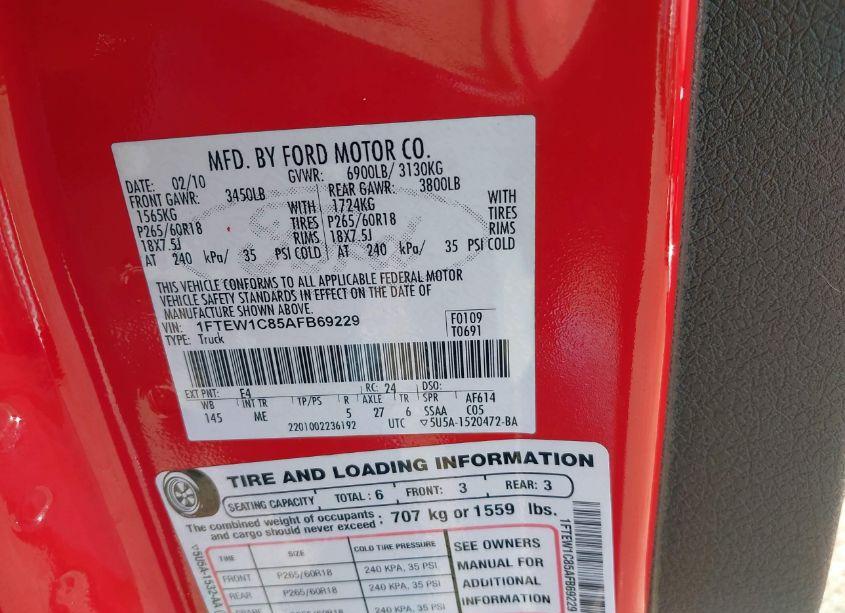 MFD. BY FORD MOTOR CO.
DATE: 02/10 GVWR: 6900LB/ 3130KG
FRONT GAWR: 3450LB REAR GAWR: 3800LB
1565KG WITH 1724KG WITH
P265/60R18 TIRES P265/60R18 TIRES
18X7.5J RIMS 18X7.5J RIMS
AT 240 kPa/ 35 PSI COLD AT 240 kPa/ 35 PSI COLD
THIS VEHICLE CONFORMS TO ALL APPLICABLE FEDERAL MOTOR
VEHICLE SAFETY STANDARDS IN EFFECT ON THE DATE OF
MANUFACTURE SHOWN ABOVE.
VIN: 1FTEW1C85AFB69229 F0109
TYPE: Truck T0691
EXT PNT: E4 RC: 24 DSO:
WB INT TR TP/PS R AXLE TR SPR AF614
145 ME 5 27 6 SSAA C05
2201002236192 UTC ▽5U5A-1520472-BA
TIRE AND LOADING INFORMATION
SEATING CAPACITY TOTAL: 6 FRONT: 3 REAR: 3
The combined weight of occupants
and cargo should never exceed : 707 kg or 1559 lbs.
TIRE SIZE COLD TIRE PRESSURE
FRONT P265/60R18 240 KPA, 35 PSI
REAR P265/60R18 240 KPA, 35 PSI
P265/60R18 240 KPA, 35 PSI
SEE OWNERS
MANUAL FOR
ADDITIONAL
INFORMATION
1FTEW1C85AFB69229